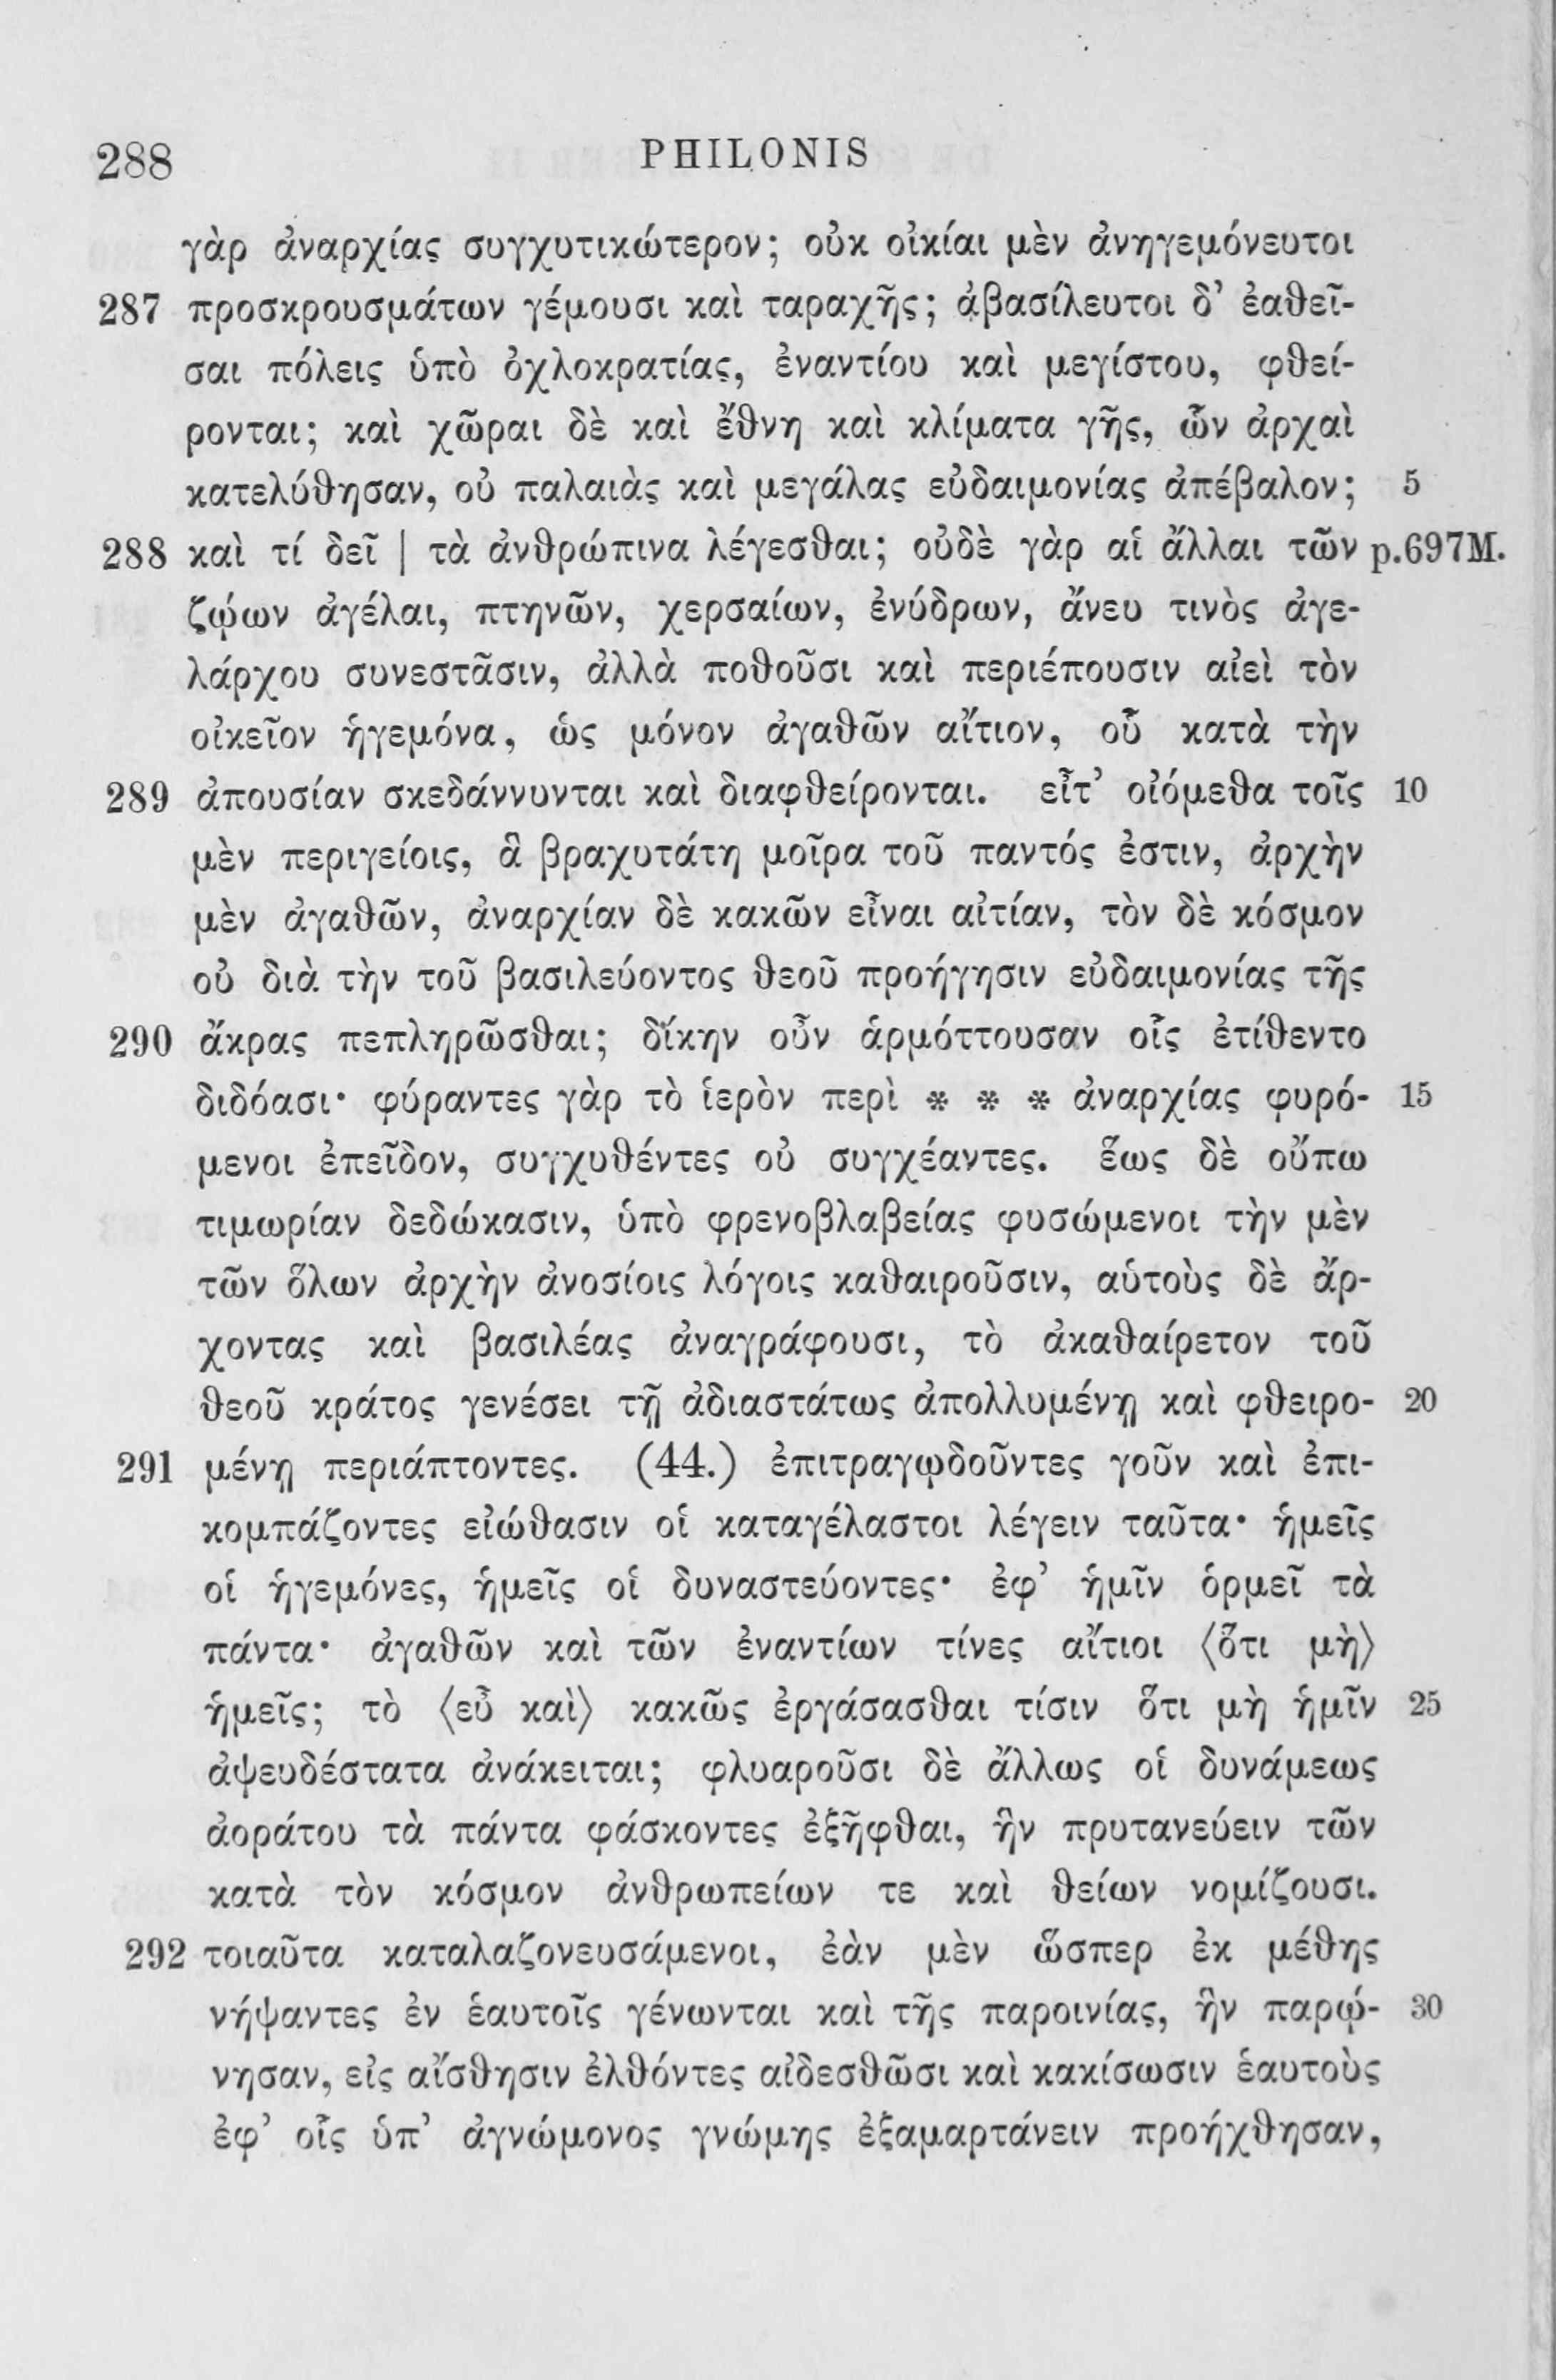 288 PHILONIS
γὰρ ἀναρχίας συγχυτικώτερον; οὐκ οἰκίαι μὲν ἀνηγεμόνευτοι
287 προσκρουσμάτων γέμουσι καὶ ταραχῆς; ἀβασίλευτοι δ’ ἐαθεῖ-
σαι πόλεις ὑπὸ ὀχλοκρατίας, ἐναντίου καὶ μεγίστου, φθεί-
ρονται; καὶ χῶραι δὲ καὶ ἔθνη καὶ κλίματα γῆς, ὧν ἀρχαὶ
κατελύθησαν, οὐ παλαιὰς καὶ μεγάλας εὐδαιμονίας ἀπέβαλον; 5
288 καὶ τί δεῖ | τὰ ἀνθρώπινα λέγεσθαι; οὐδὲ γὰρ αἱ ἄλλαι τῶν p.697M.
ζῴων ἀγέλαι, πτηνῶν, χερσαίων, ἐνύδρων, ἄνευ τινὸς ἀγε-
λάρχου συνεστᾶσιν, ἀλλὰ ποθοῦσι καὶ περιέπουσιν αἰεὶ τὸν
οἰκεῖον ἡγεμόνα, ὡς μόνον ἀγαθῶν αἴτιον, οὗ κατὰ τὴν
289 ἀπουσίαν σκεδάννυνται καὶ διαφθείρονται. εἶτ’ οἰόμεθα τοῖς 10
μὲν περιγείοις, ἃ βραχυτάτη μοῖρα τοῦ παντός ἐστιν, ἀρχὴν
μὲν ἀγαθῶν, ἀναρχίαν δὲ κακῶν εἶναι αἰτίαν, τὸν δὲ κόσμον
οὐ διὰ τὴν τοῦ βασιλεύοντος θεοῦ προήγησιν εὐδαιμονίας τῆς
290 ἄκρας πεπληρῶσθαι; δίκην οὖν ἁρμόττουσαν οἷς ἐτίθεντο
διδόασι· φύραντες γὰρ τὸ ἱερὸν περὶ * * * ἀναρχίας φυρό- 15
μενοι ἐπεῖδον, συγχυθέντες οὐ συγχέαντες. ἕως δὲ οὔπω
τιμωρίαν δεδώκασιν, ὑπὸ φρενοβλαβείας φυσώμενοι τὴν μὲν
τῶν ὅλων ἀρχὴν ἀνοσίοις λόγοις καθαιροῦσιν, αὑτοὺς δὲ ἄρ-
χοντας καὶ βασιλέας ἀναγράφουσι, τὸ ἀκαθαίρετον τοῦ
θεοῦ κράτος γενέσει τῇ ἀδιαστάτως ἀπολλυμένῃ καὶ φθειρο- 20
291 μένῃ περιάπτοντες. (44.) ἐπιτραγῳδοῦντες γοῦν καὶ ἐπι-
κομπάζοντες εἰώθασιν οἱ καταγέλαστοι λέγειν ταῦτα· ἡμεῖς
οἱ ἡγεμόνες, ἡμεῖς οἱ δυναστεύοντες· ἐφ’ ἡμῖν ὁρμεῖ τὰ
πάντα· ἀγαθῶν καὶ τῶν ἐναντίων τίνες αἴτιοι ⟨ὅτι μὴ⟩
ἡμεῖς; τὸ ⟨εὖ καὶ⟩ κακῶς ἐργάσασθαι τίσιν ὅτι μὴ ἡμῖν 25
ἀψευδέστατα ἀνάκειται; φλυαροῦσι δὲ ἄλλως οἱ δυνάμεως
ἀοράτου τὰ πάντα φάσκοντες ἐξῆφθαι, ἣν πρυτανεύειν τῶν
κατὰ τὸν κόσμον ἀνθρωπείων τε καὶ θείων νομίζουσι.
292 τοιαῦτα καταλαζονευσάμενοι, ἐὰν μὲν ὥσπερ ἐκ μέθης
νήψαντες ἐν ἑαυτοῖς γένωνται καὶ τῆς παροινίας, ἣν παρῴ- 30
νησαν, εἰς αἴσθησιν ἐλθόντες αἰδεσθῶσι καὶ κακίσωσιν ἑαυτοὺς
ἐφ’ οἷς ὑπ’ ἀγνώμονος γνώμης ἐξαμαρτάνειν προήχθησαν,